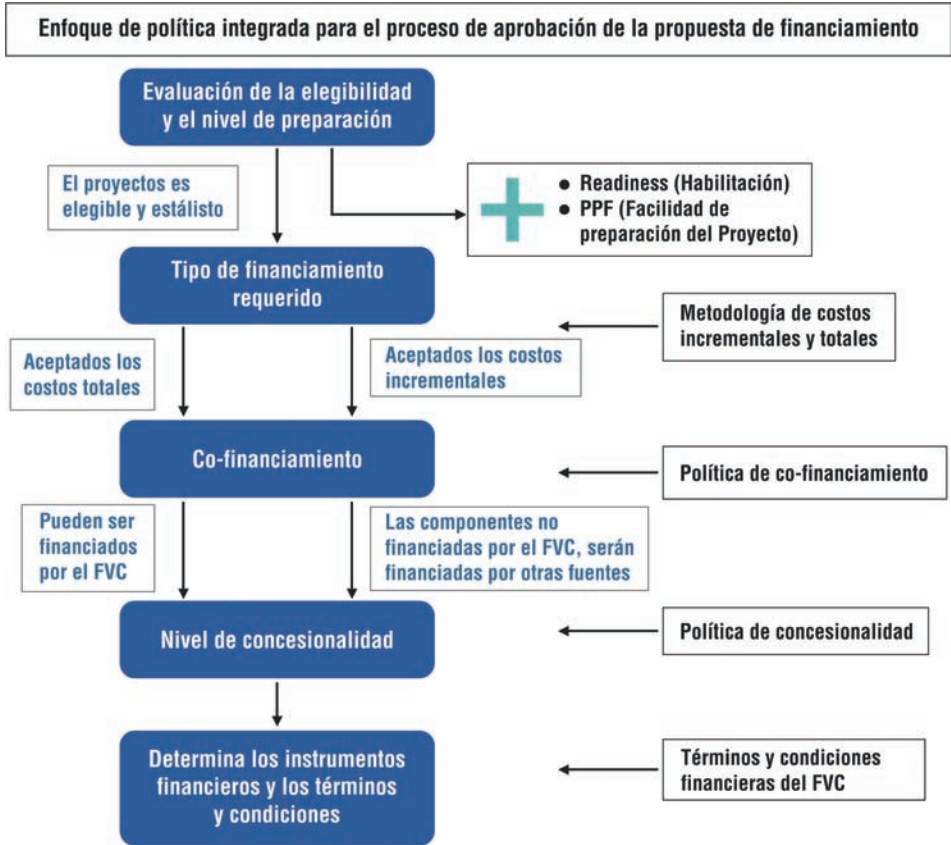 Enfoque de política integrada para el proceso de aprobación de la propuesta de financiamiento
Evaluación de la elegibilidad
y el nivel de preparación
El proyectos es
elegible y estálisto
● Readiness (Habilitación)
● PPF (Facilidad de
preparación del Proyecto)
Tipo de financiamiento
requerido
Metodología de costos
incrementales y totales
Aceptados los
costos totales
Aceptados los costos
incrementales
Co-financiamiento
Política de co-financiamiento
Pueden ser
financiados
por el FVC
Las componentes no
financiadas por el FVC, serán
financiadas por otras fuentes
Nivel de concesionalidad
Política de concesionalidad
Determina los instrumentos
financieros y los términos
y condiciones
Términos y condiciones
financieras del FVC